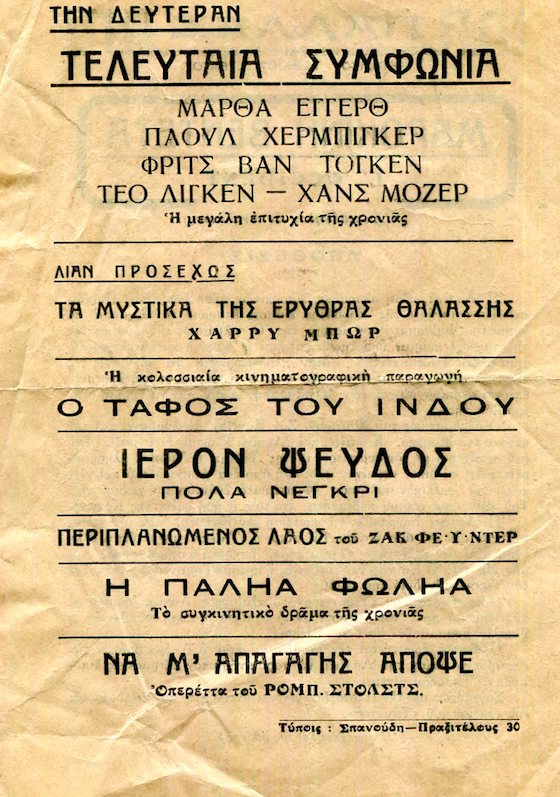 ΤΗΝ ΔΕΥΤΕΡΑΝ
ΤΕΛΕΥΤΑΙΑ ΣΥΜΦΩΝΙΑ
ΜΑΡΘΑ ΕΓΓΕΡΘ
ΠΑΟΥΛ ΧΕΡΜΠΙΓΚΕΡ
ΦΡΙΤΣ ΒΑΝ ΤΟΓΚΕΝ
ΤΕΟ ΛΙΓΚΕΝ — ΧΑΝΣ ΜΟΖΕΡ
Ἡ μεγάλη ἐπιτυχία τῆς χρονιᾶς
ΛΙΑΝ ΠΡΟΣΕΧΩΣ
ΤΑ ΜΥΣΤΙΚΑ ΤΗΣ ΕΡΥΘΡΑΣ ΘΑΛΑΣΣΗΣ
ΧΑΡΡΥ ΜΠΩΡ
Ἡ κολοσσιαία κινηματογραφικὴ παραγωγή
Ο ΤΑΦΟΣ ΤΟΥ ΙΝΔΟΥ
ΙΕΡΟΝ ΨΕΥΔΟΣ
ΠΟΛΑ ΝΕΓΚΡΙ
ΠΕΡΙΠΛΑΝΩΜΕΝΟΣ ΛΑΟΣ τοῦ ΖΑΚ ΦΕ·Υ·ΝΤΕΡ
Η ΠΑΛΗΑ ΦΩΛΗΑ
Τὸ συγκινητικὸ δρᾶμα τῆς χρονιᾶς
ΝΑ Μ' ΑΠΑΓΑΓΗΣ ΑΠΟΨΕ
Ὀπερέττα τοῦ ΡΟΜΠ. ΣΤΟΛΣΤΣ.
Τύποις : Σπανούδη—Πραξιτέλους 30